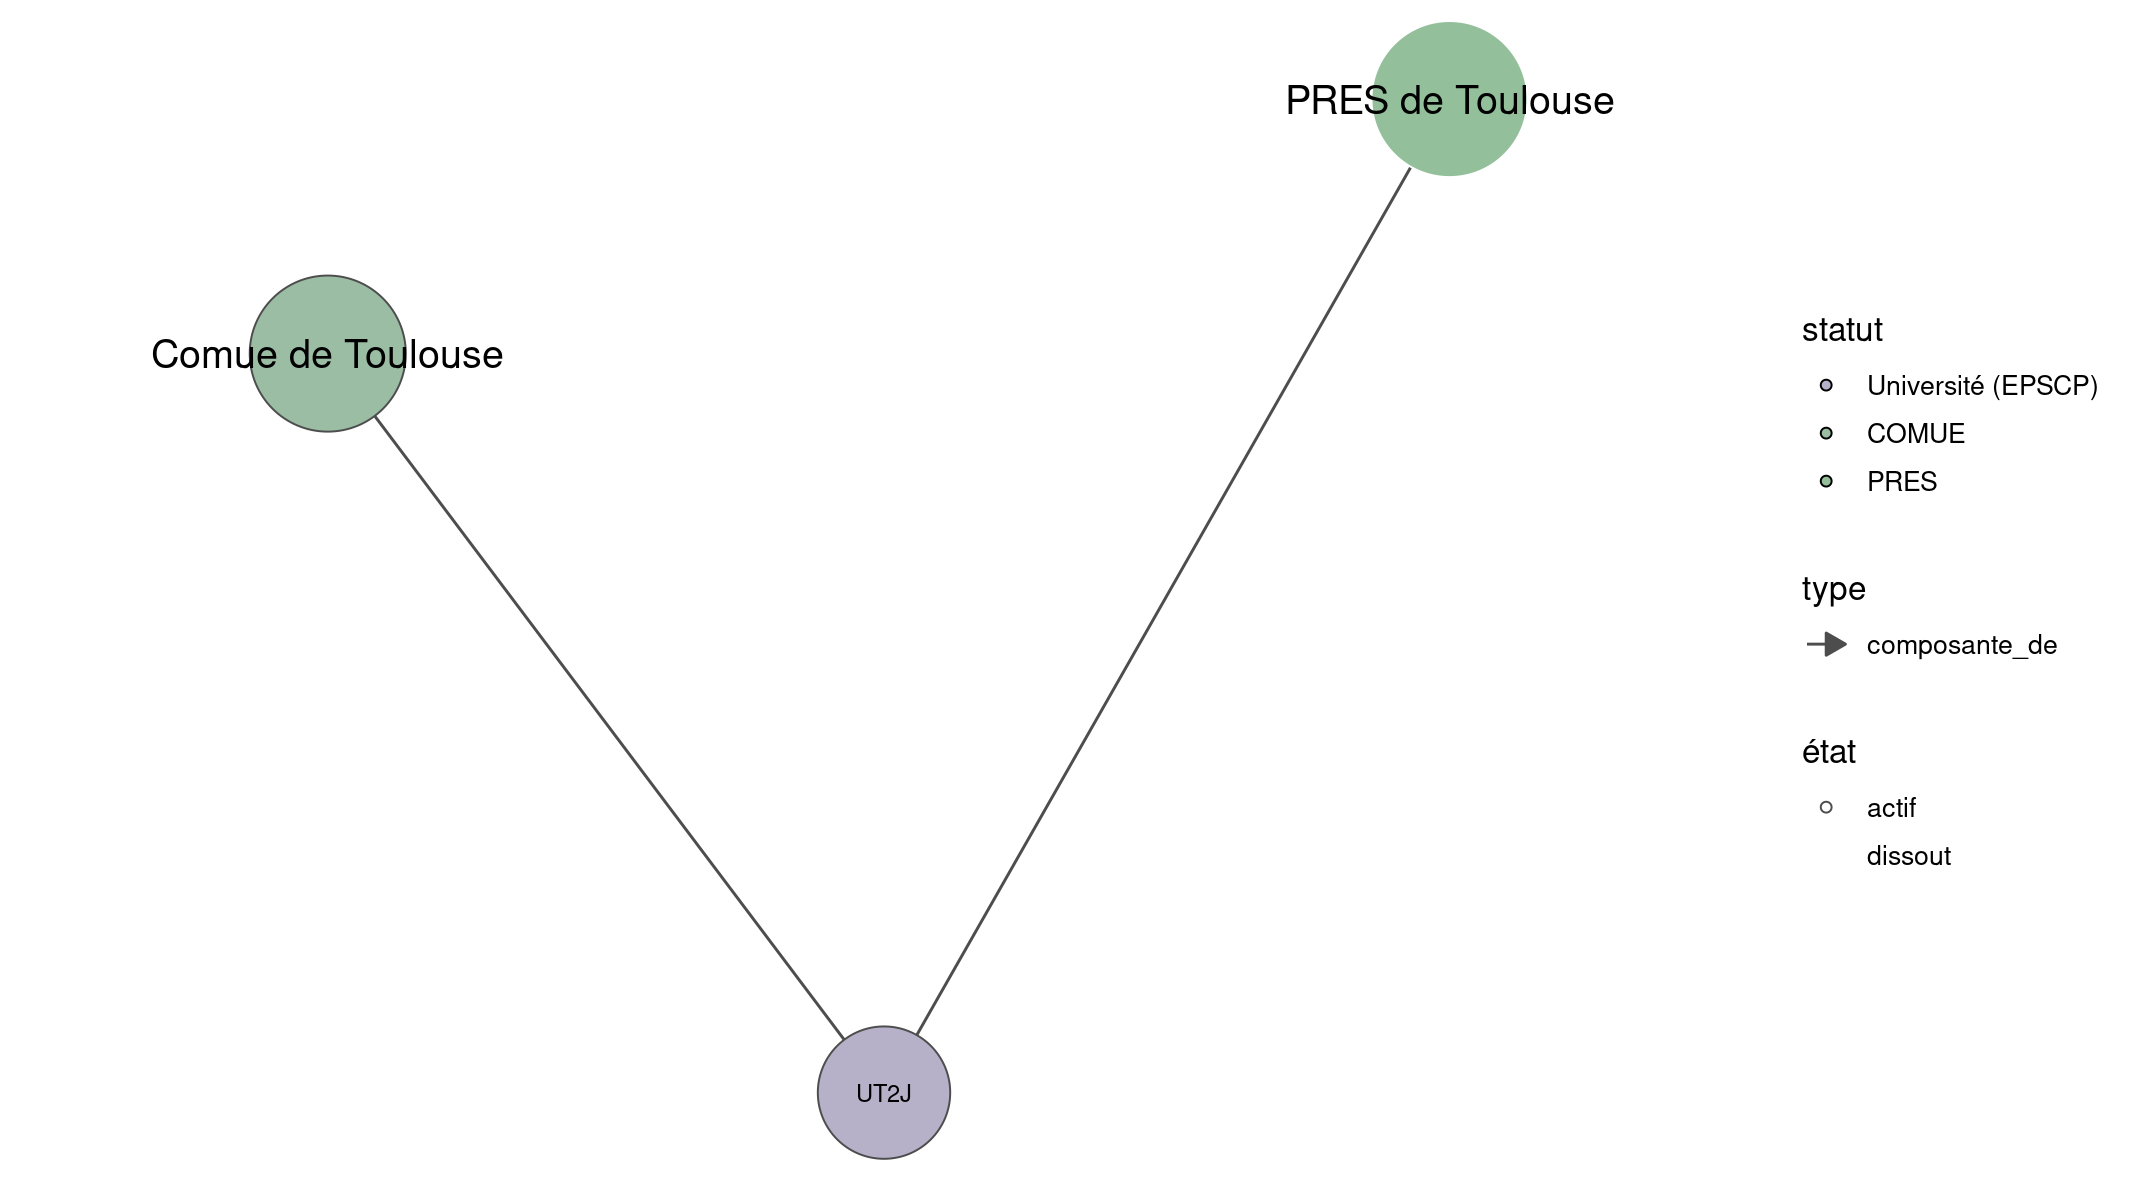 PRES de Toulouse
Comue de Toulouse
UT2J
statut
Université (EPSCP)
COMUE
PRES
type
composante_de
état
actif
dissout